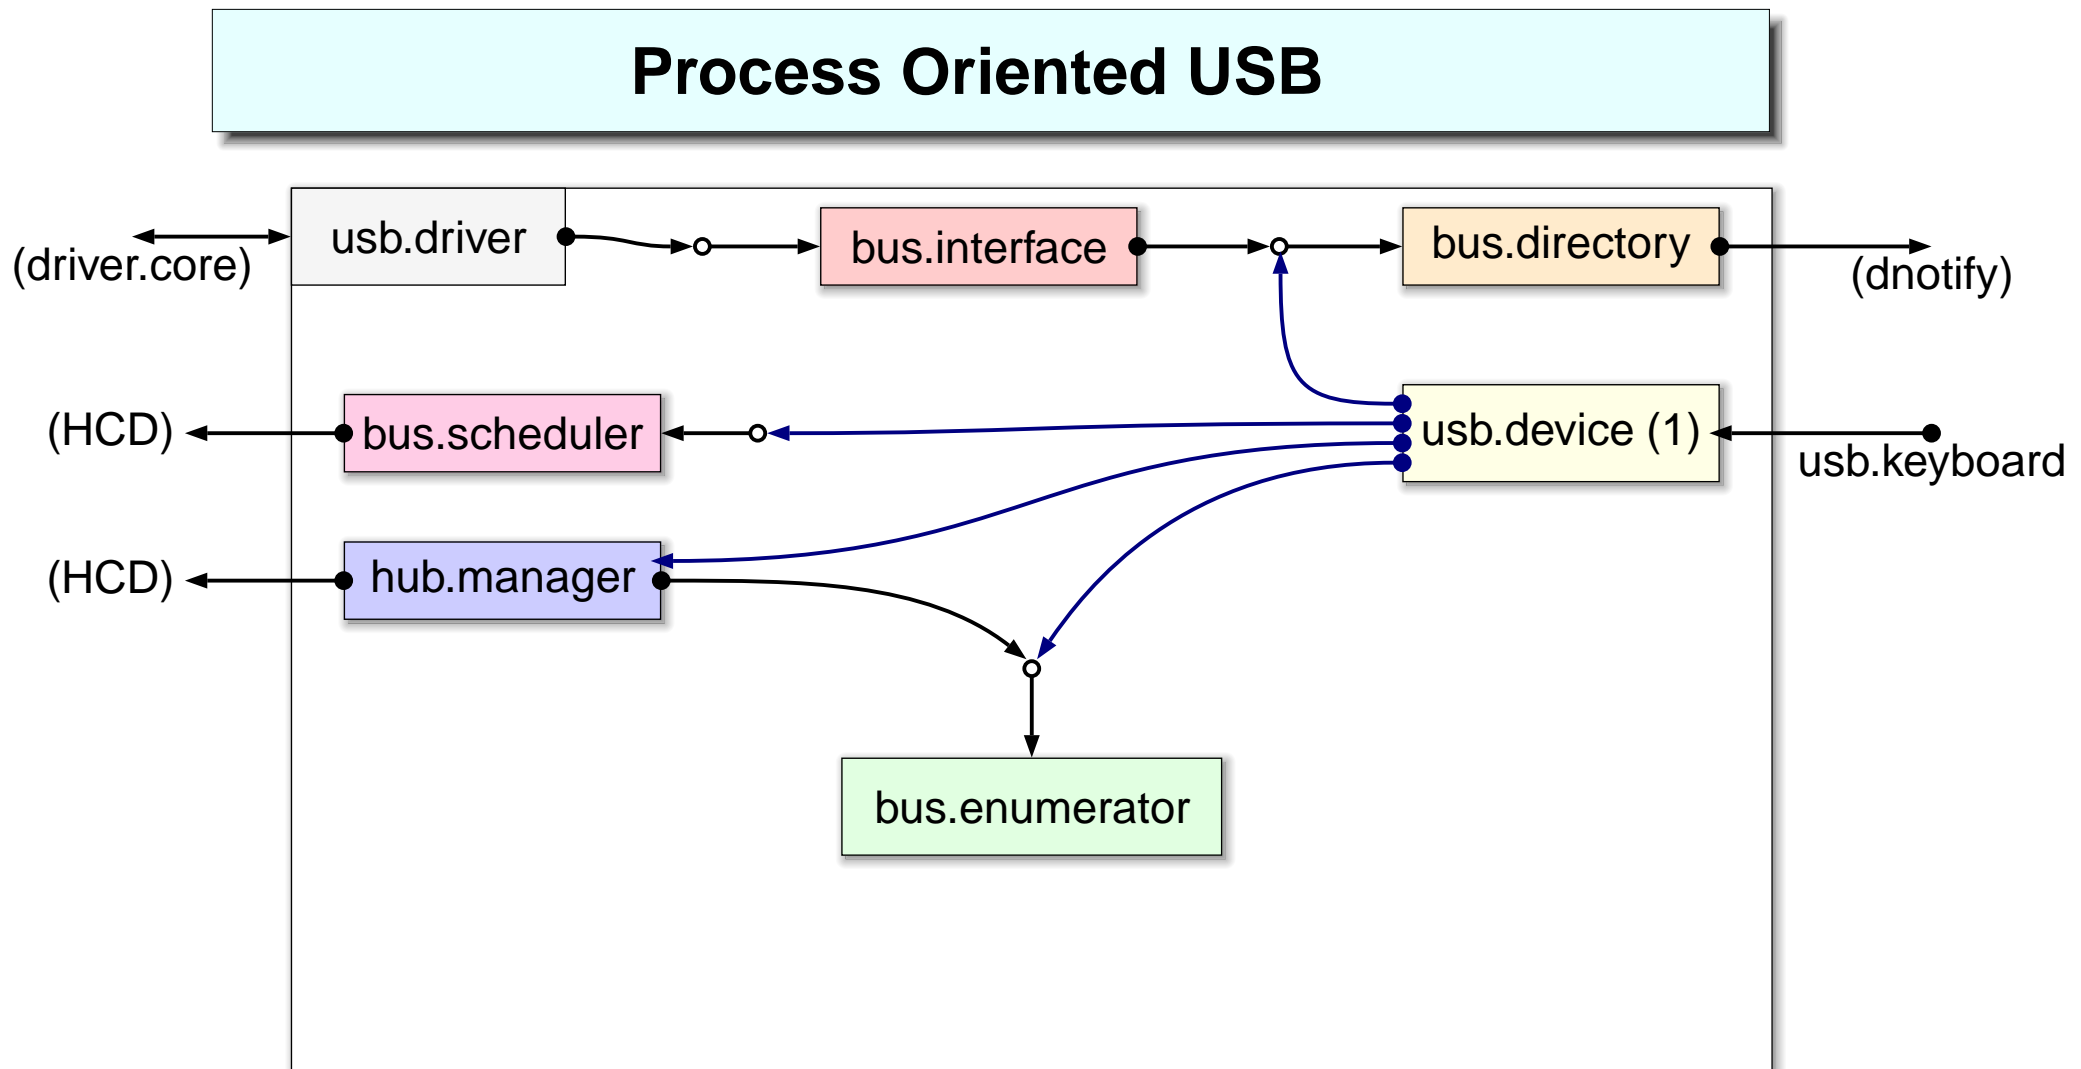 Process Oriented USB
usb.driver
bus.interface
bus.directory
(driver.core)
(dnotify)
(HCD)
bus.scheduler
usb.device (1)
usb.keyboard
(HCD)
hub.manager
bus.enumerator